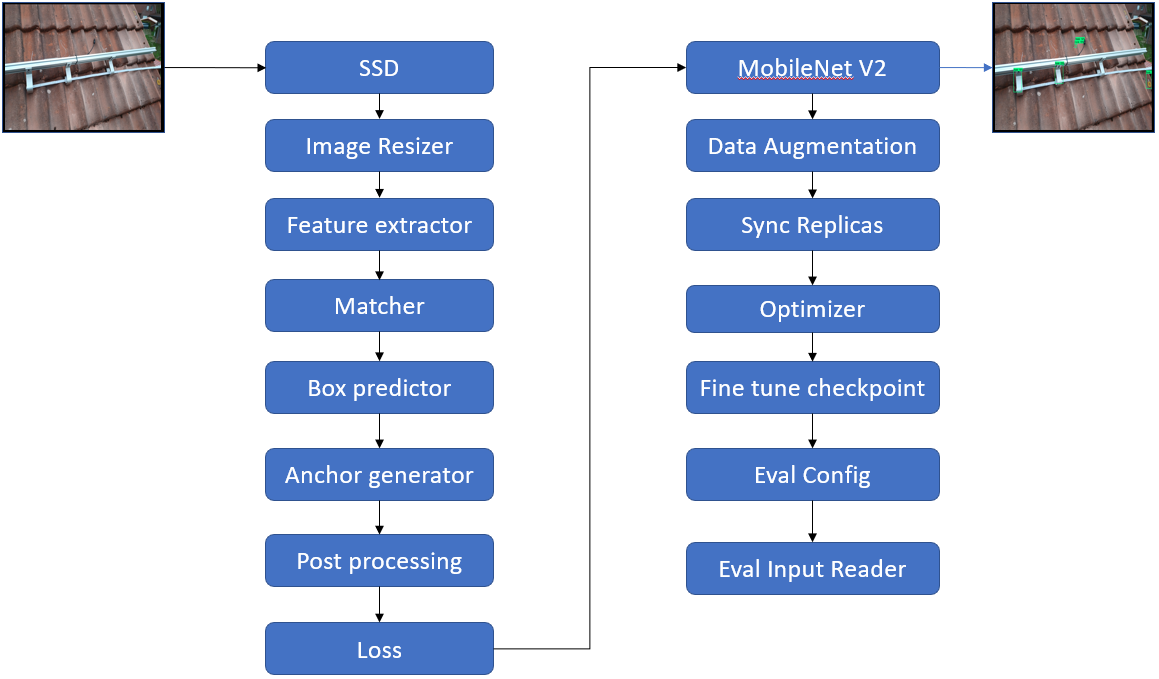 SSD
Image Resizer
Feature extractor
Matcher
Box predictor
Anchor generator
Post processing
Loss
MobileNet V2
Data Augmentation
Sync Replicas
Optimizer
Fine tune checkpoint
Eval Config
Eval Input Reader